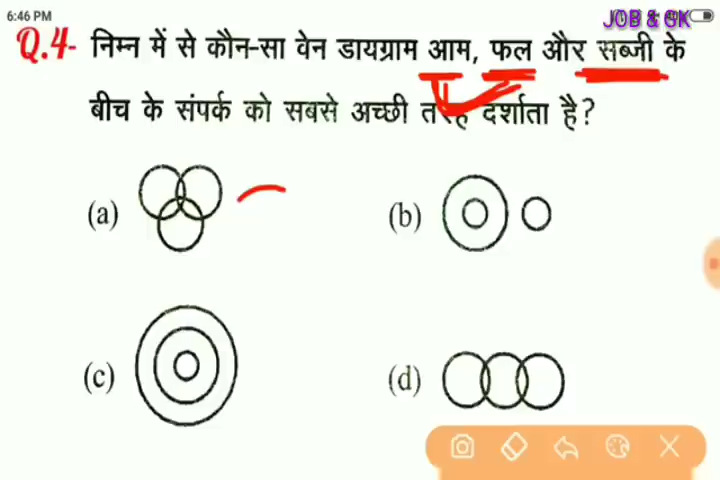 6:46 PM
JOB & GK
Q.4- निम्न में से कौन-सा वेन डायग्राम आम, फल और सब्जी के
बीच के संपर्क को सबसे अच्छी तरह दर्शाता है?
(a)
(b)
(c)
(d)